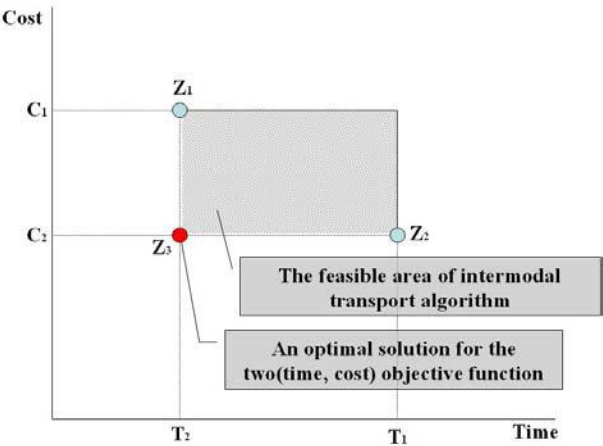 Cost
Z₁
C₁
C₂
Z₃
Z₂
The feasible area of intermodal
transport algorithm
An optimal solution for the
two(time, cost) objective function
T₂
T₁
Time